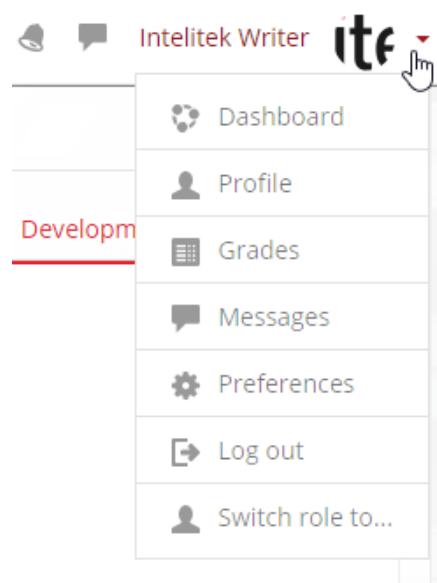 Intelitek Writer ite
Dashboard
Profile
Developm
Grades
Messages
Preferences
Log out
Switch role to...